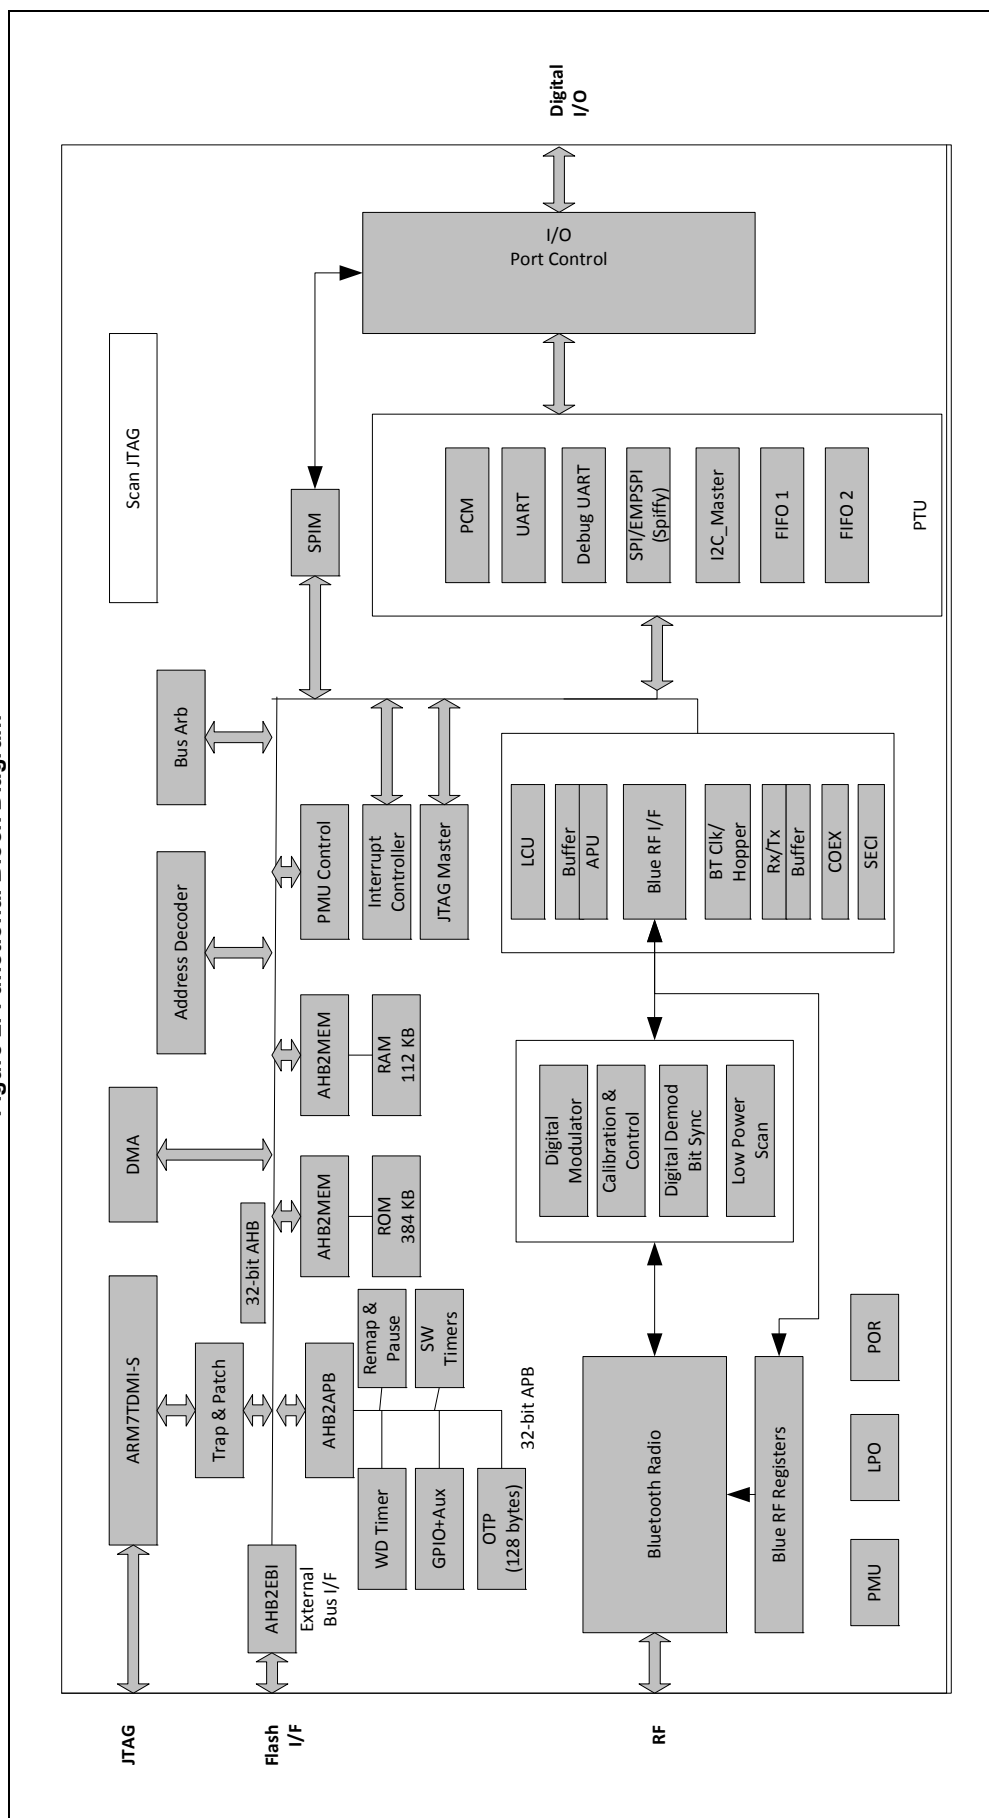 JTAG
ARM7TDMI-S
DMA
Address Decoder
Bus Arb
Scan JTAG
Trap & Patch
32-bit AHB
Flash
I/F
AHB2EBI
External
Bus I/F
AHB2APB
AHB2MEM
AHB2MEM
PMU Control
SPIM
WD Timer
Remap &
Pause
ROM
384 KB
RAM
112 KB
Interrupt
Controller
GPIO+Aux
SW
Timers
JTAG Master
OTP
(128 bytes)
32-bit APB
I/O
Port Control
Digital
I/O
PCM
UART
Debug UART
SPI/EMPSPI
(Spiffy)
I2C_Master
FIFO 1
FIFO 2
PTU
LCU
Buffer
APU
Blue RF I/F
BT Clk/
Hopper
Rx/Tx
Buffer
COEX
SECI
Digital
Modulator
Calibration &
Control
Digital Demod
Bit Sync
Low Power
Scan
RF
Bluetooth Radio
Blue RF Registers
PMU
LPO
POR